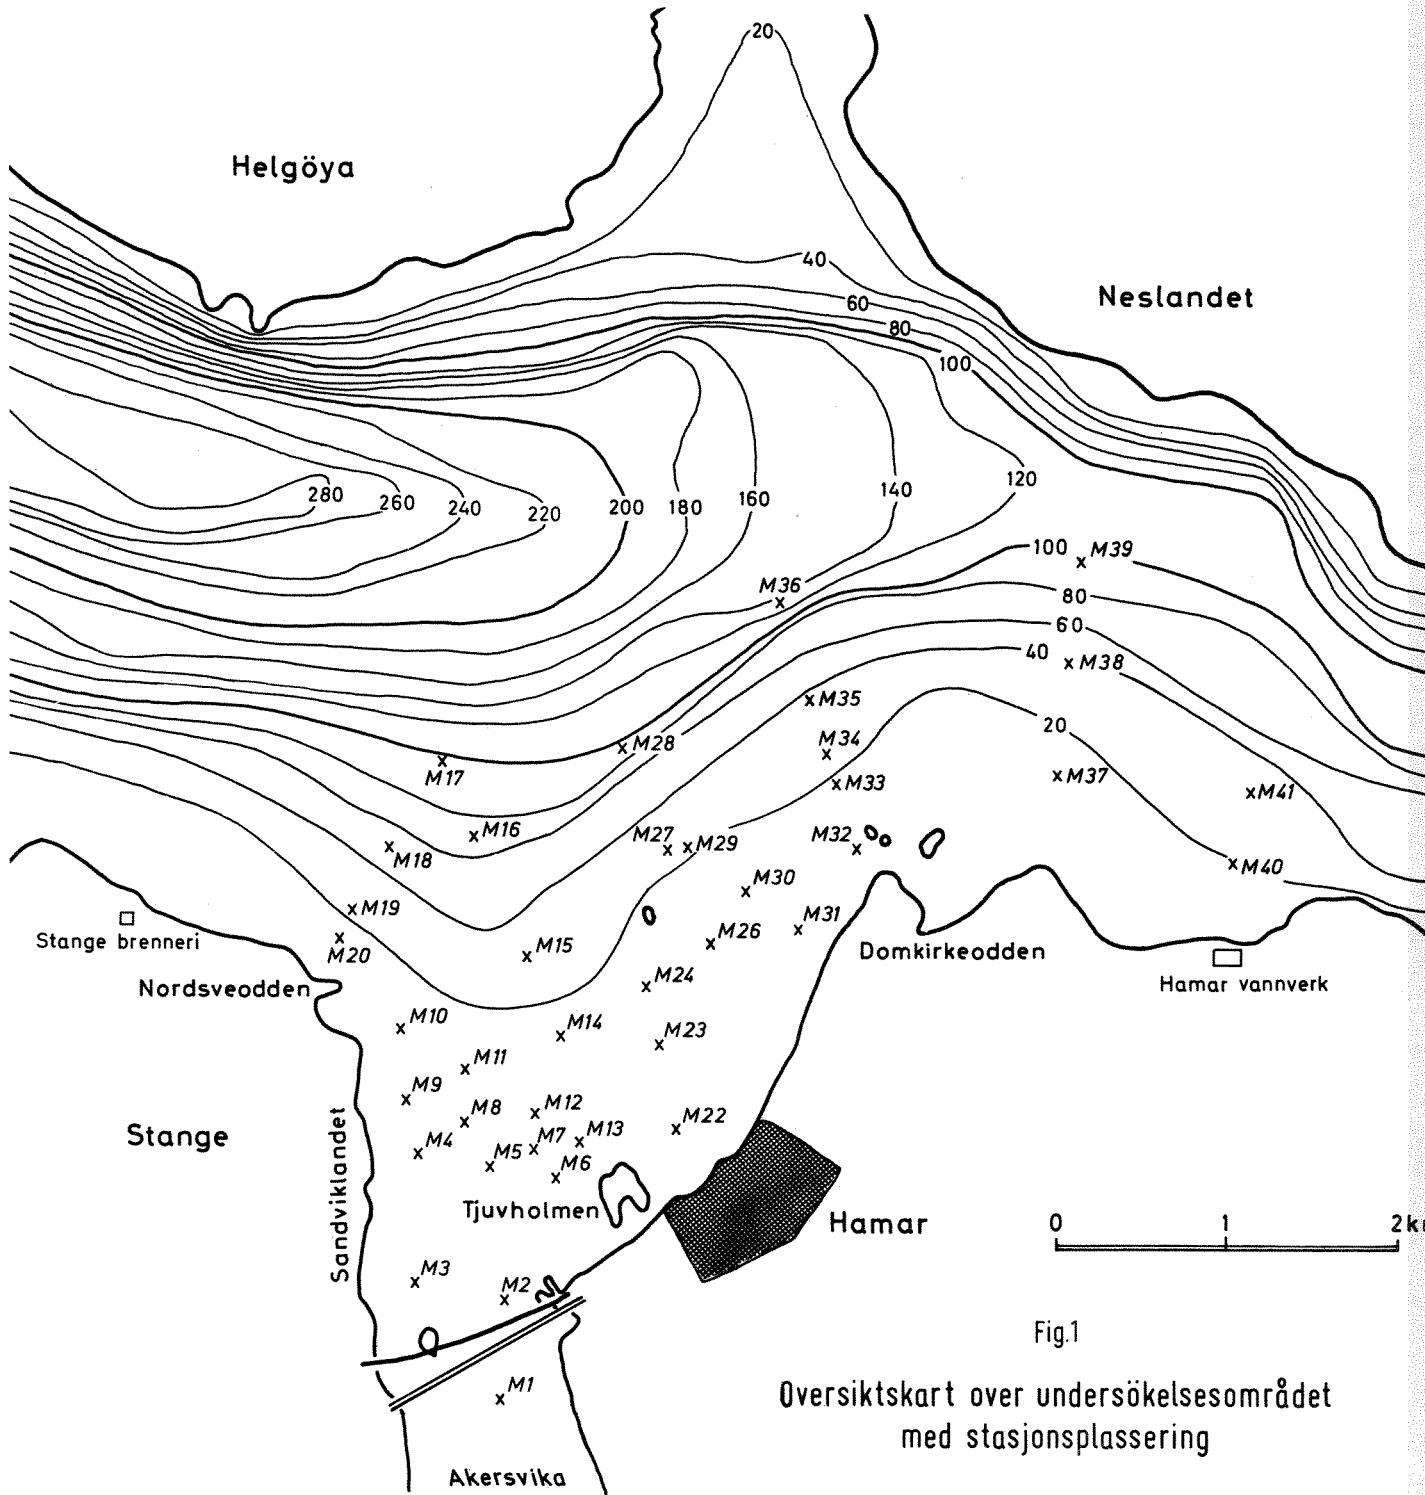 20
Helgöya
40
Neslandet
60
80
100
280
260
240
220
200
180
160
140
120
100
M39
M36
80
60
40
M38
M35
20
M28
M34
M17
M33
M37
M41
M16
M27
M29
M32
M18
M40
M30
M19
M31
Stange brenneri
M20
M15
M26
Domkirkeodden
Nordsveodden
M24
Hamar vannverk
M10
M14
M23
M11
M9
M8
M12
M22
Stange
M4
M5
M7
M13
M6
Sandviklandet
Tjuvholmen
Hamar
0 1 2 k
M3
M2
Fig.1
M1
Oversiktskart over undersökelsesområdet
med stasjonsplassering
Akersvika